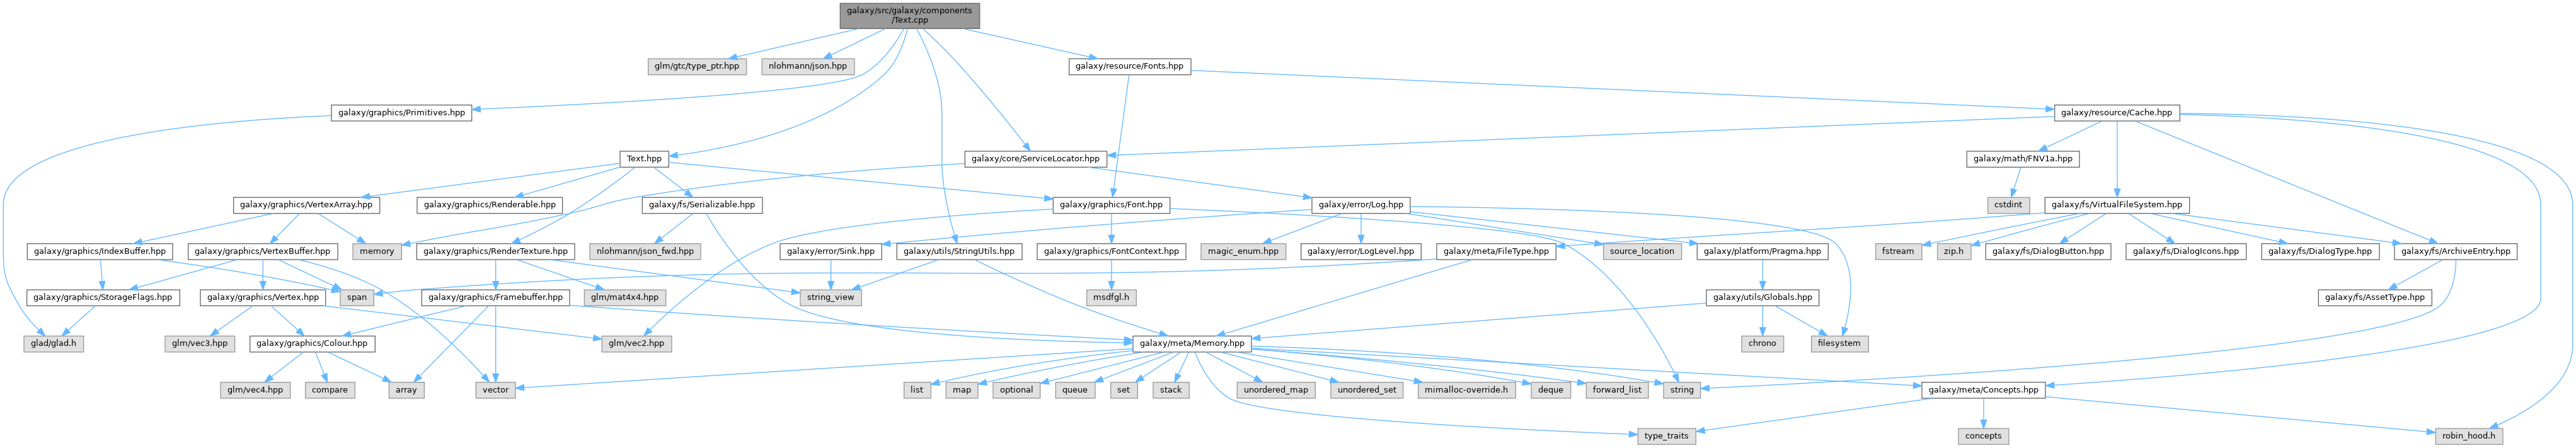 galaxy/src/galaxy/components
/Text.cpp
glm/gtc/type_ptr.hpp
nlohmann/json.hpp
galaxy/resource/Fonts.hpp
galaxy/graphics/Primitives.hpp
galaxy/resource/Cache.hpp
Text.hpp
galaxy/core/ServiceLocator.hpp
galaxy/math/FNV1a.hpp
galaxy/graphics/VertexArray.hpp
galaxy/graphics/Renderable.hpp
galaxy/fs/Serializable.hpp
galaxy/graphics/Font.hpp
galaxy/error/Log.hpp
cstdint
galaxy/fs/VirtualFileSystem.hpp
galaxy/graphics/IndexBuffer.hpp
galaxy/graphics/VertexBuffer.hpp
memory
galaxy/graphics/RenderTexture.hpp
nlohmann/json_fwd.hpp
galaxy/error/Sink.hpp
galaxy/utils/StringUtils.hpp
galaxy/graphics/FontContext.hpp
magic_enum.hpp
galaxy/error/LogLevel.hpp
galaxy/meta/FileType.hpp
source_location
galaxy/platform/Pragma.hpp
fstream
zip.h
galaxy/fs/DialogButton.hpp
galaxy/fs/DialogIcons.hpp
galaxy/fs/DialogType.hpp
galaxy/fs/ArchiveEntry.hpp
galaxy/graphics/StorageFlags.hpp
galaxy/graphics/Vertex.hpp
span
galaxy/graphics/Framebuffer.hpp
glm/mat4x4.hpp
string_view
msdfgl.h
galaxy/utils/Globals.hpp
galaxy/fs/AssetType.hpp
glad/glad.h
glm/vec3.hpp
galaxy/graphics/Colour.hpp
glm/vec2.hpp
galaxy/meta/Memory.hpp
chrono
filesystem
glm/vec4.hpp
compare
array
vector
list
map
optional
queue
set
stack
unordered_map
unordered_set
mimalloc-override.h
deque
forward_list
string
galaxy/meta/Concepts.hpp
type_traits
concepts
robin_hood.h